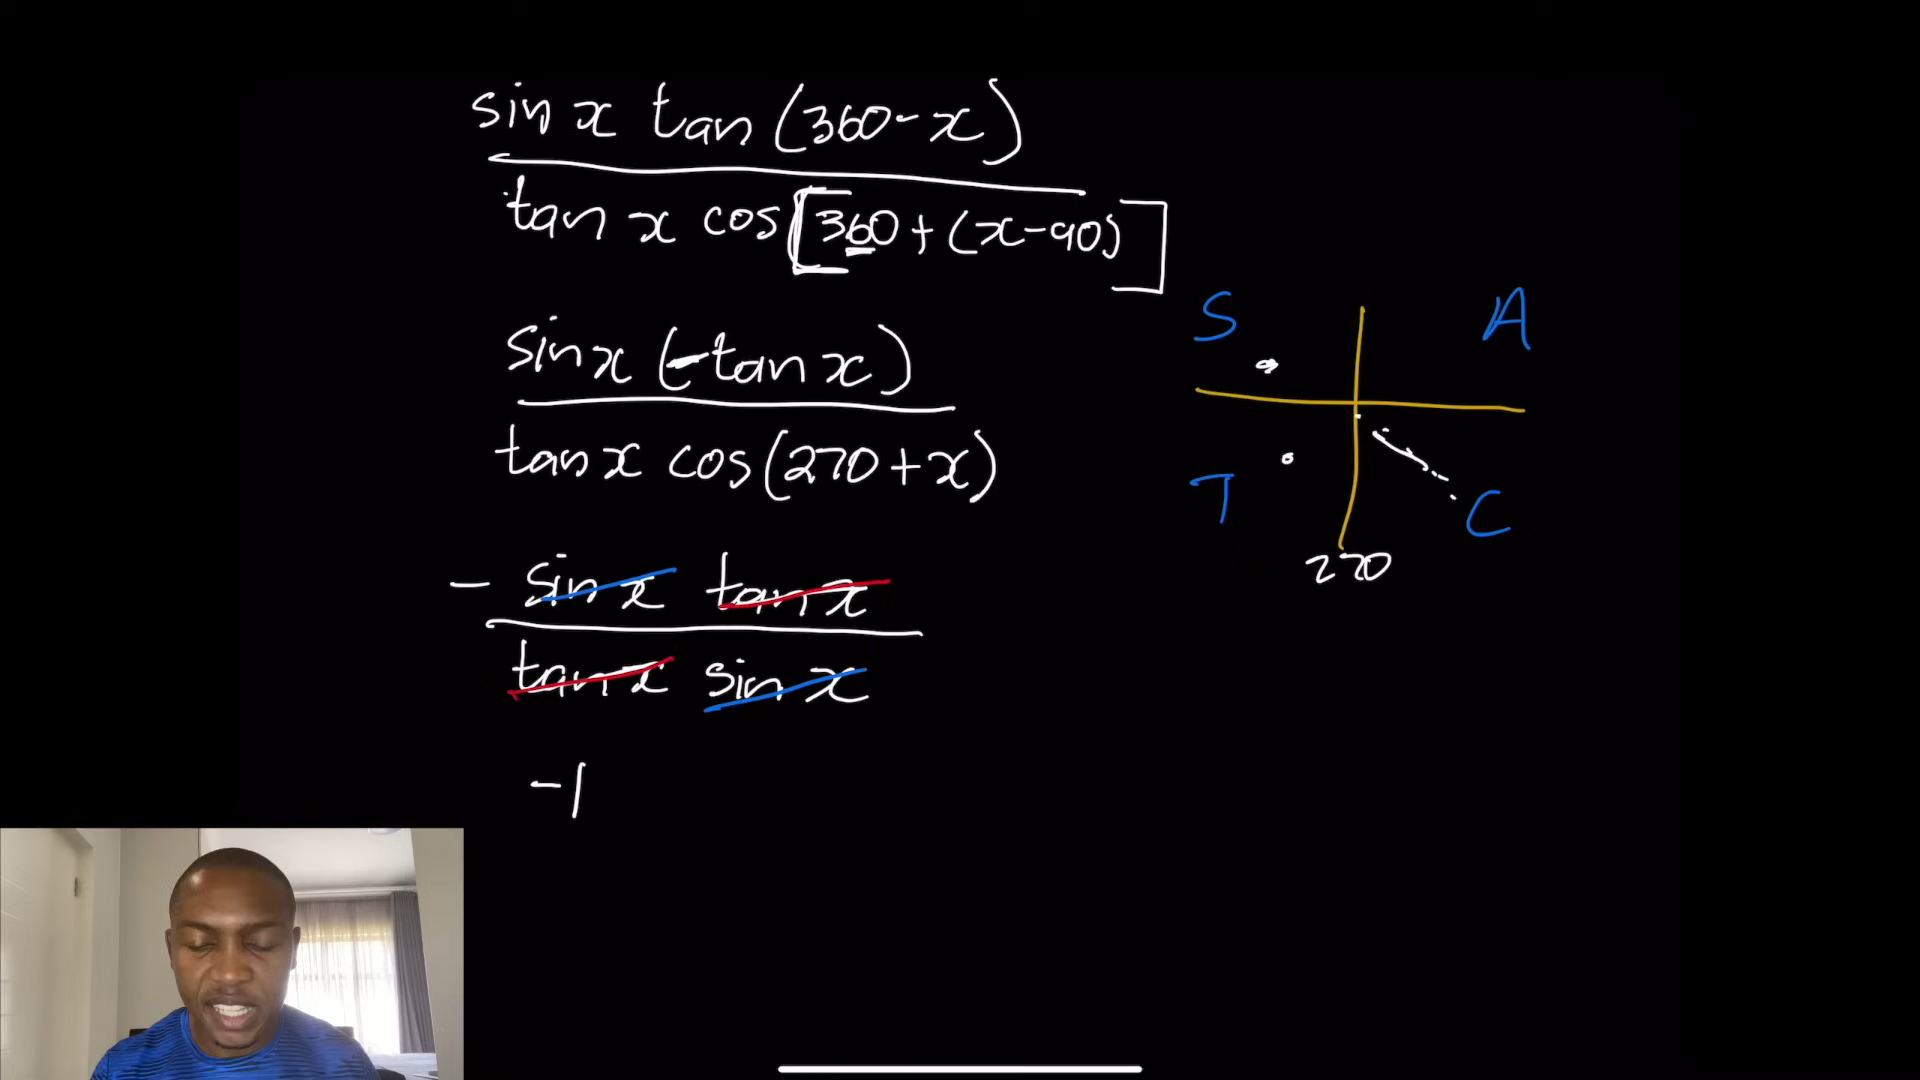 sin x tan (360-x)
tan x cos [360+(x-90)]
sin x (-tan x)
tan x cos (270+x)
- sin x tan x
tan x sin x
-1
S A
T C
270